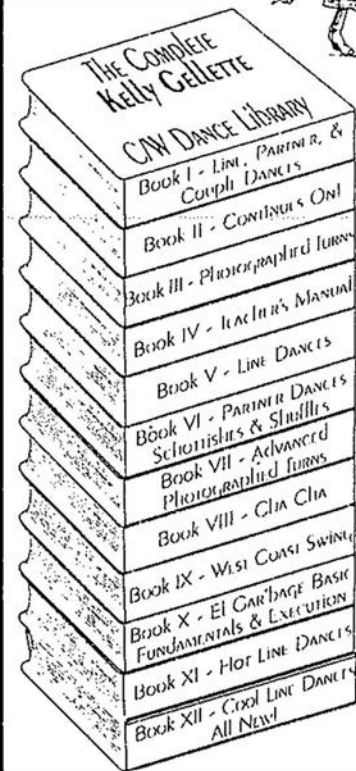 The Complete
Kelly Gellette
C/W Dance Library
Book I - Line, Partner, &
Couple Dances
Book II - Continues On!
Book III - Photographed Turns
Book IV - Teacher's Manual
Book V - Line Dances
Book VI - Partner Dances
Schottishes & Shuffles
Book VII - Advanced
Photographed Turns
Book VIII - Cha Cha
Book IX - West Coast Swing
Book X - El Gar'bage Basic
Fundamentals & Execution
Book XI - Hot Line Dances
Book XII - Cool Line Dances
All New!